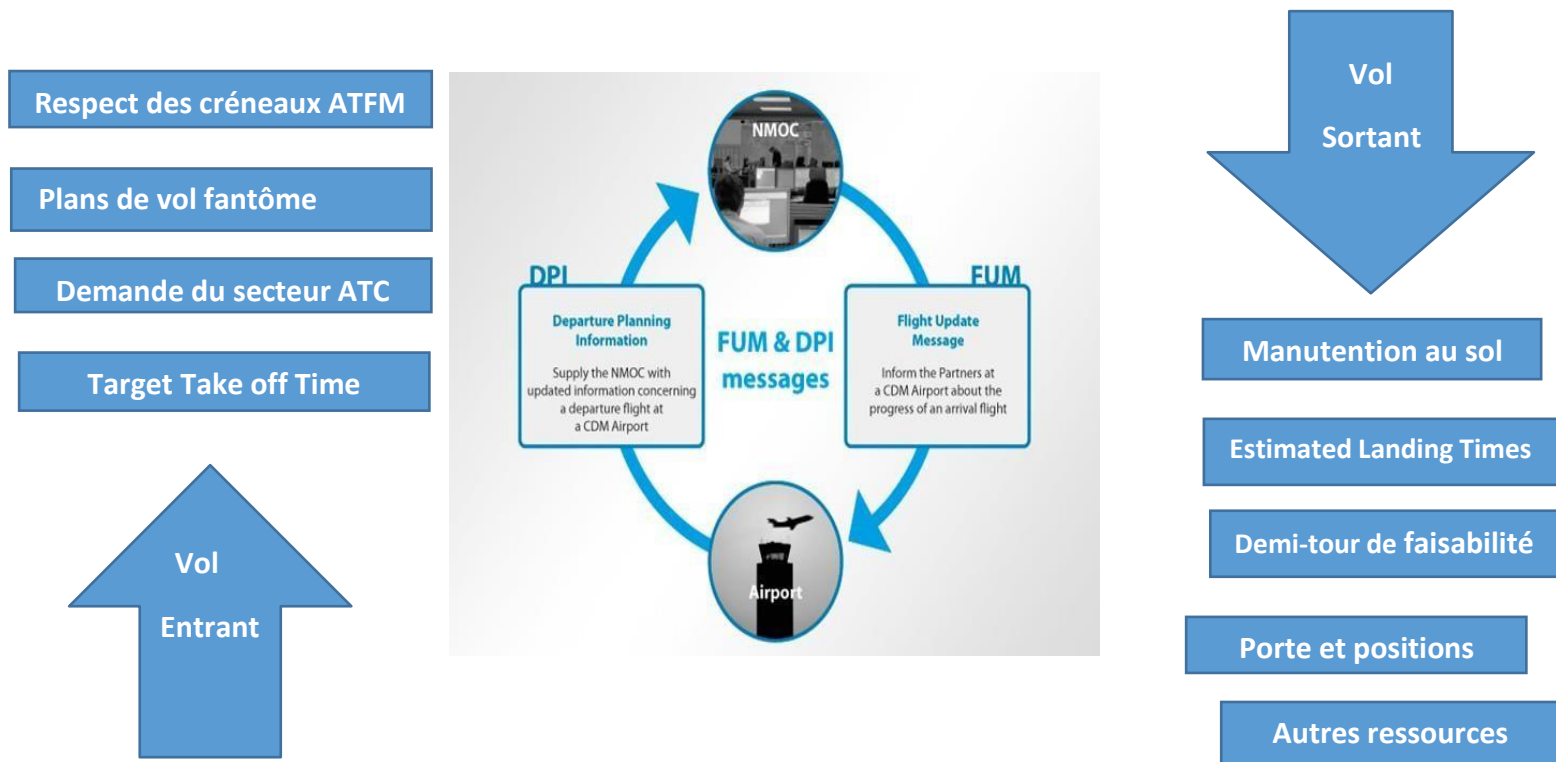 Respect des créneaux ATFM
Plans de vol fantôme
Demande du secteur ATC
Target Take off Time
Vol
Entrant
NMOC
DPI
Departure Planning
Information
Supply the NMOC with
updated information concerning
a departure flight at
a CDM Airport
FUM & DPI
messages
FUM
Flight Update
Message
Inform the Partners at
a CDM Airport about the
progress of an arrival flight
Airport
Vol
Sortant
Manutention au sol
Estimated Landing Times
Demi-tour de faisabilité
Porte et positions
Autres ressources